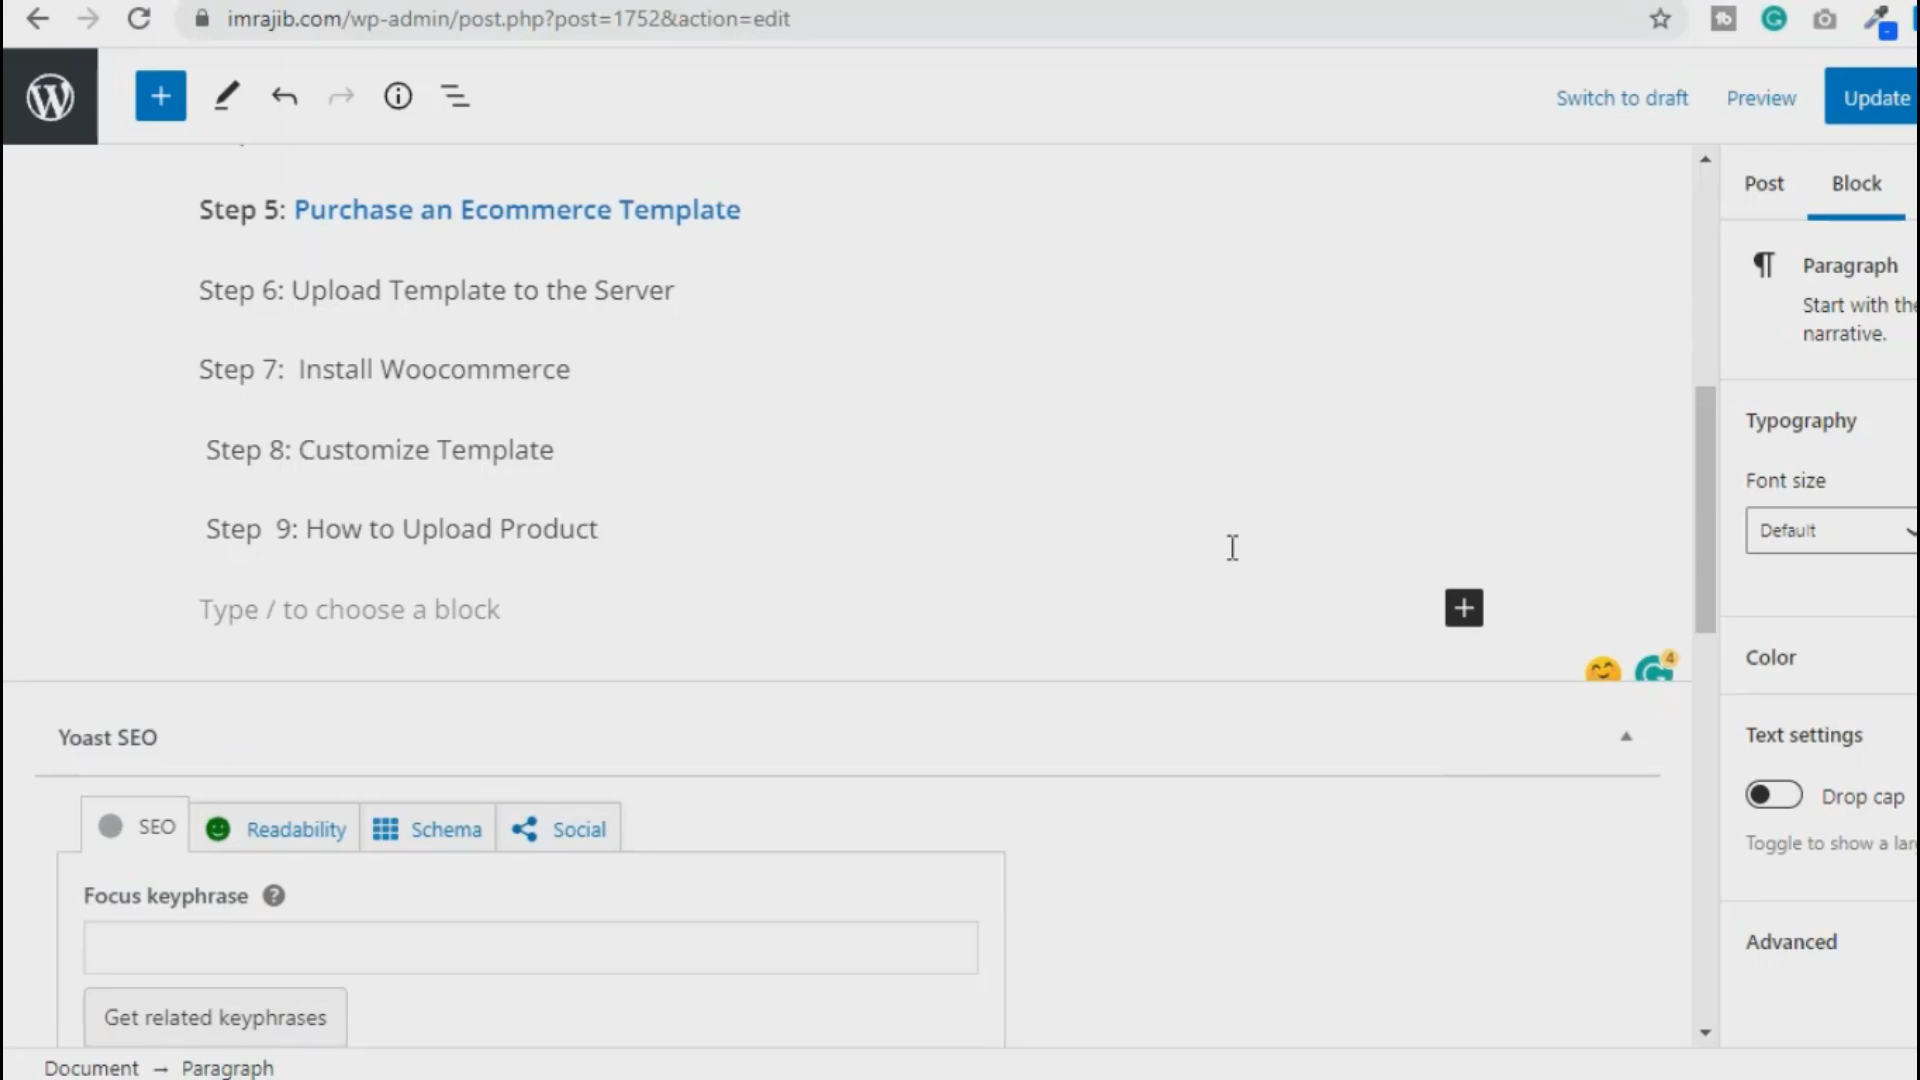 imrajib.com/wp-admin/post.php?post=1752&action=edit
Switch to draft
Preview
Update
Step 5: Purchase an Ecommerce Template
Step 6: Upload Template to the Server
Step 7:  Install Woocommerce
Step 8: Customize Template
Step  9: How to Upload Product
Type / to choose a block
4
Post
Block
Paragraph
Start with the
narrative.
Typography
Font size
Default
Color
Text settings
Drop cap
Toggle to show a
Advanced
Yoast SEO
SEO
Readability
Schema
Social
Focus keyphrase
Get related keyphrases
Document → Paragraph